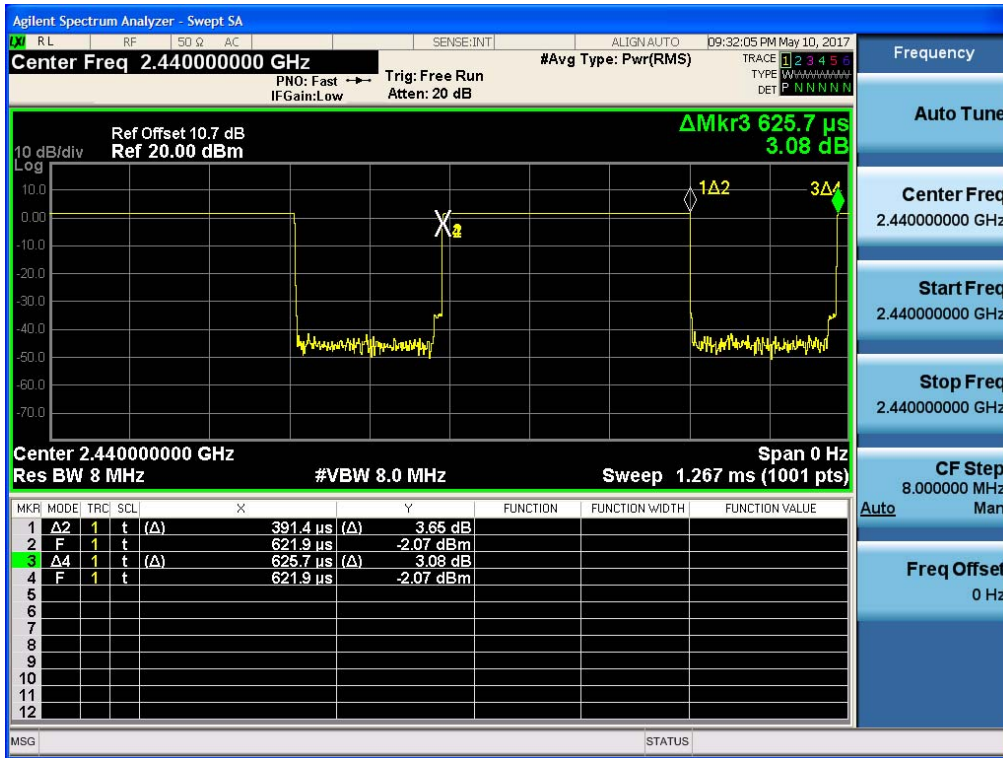 Agilent Spectrum Analyzer - Swept SA
LXI RL RF 50 Ω AC SENSE:INT ALIGNAUTO 09:32:05 PM May 10, 2017
Center Freq 2.440000000 GHz
PNO: Fast
IFGain:Low
Trig: Free Run
Atten: 20 dB
#Avg Type: Pwr(RMS)
TRACE 1 2 3 4 5 6
TYPE
DET P N N N N N
Ref Offset 10.7 dB
10 dB/div Ref 20.00 dBm
Log
ΔMkr3 625.7 µs
3.08 dB
10.0
0.00
-10.0
-20.0
-30.0
-40.0
-50.0
-60.0
-70.0
1Δ2
3Δ4
Center 2.440000000 GHz Span 0 Hz
Res BW 8 MHz #VBW 8.0 MHz Sweep 1.267 ms (1001 pts)
MKR MODE TRC SCL X Y FUNCTION FUNCTION WIDTH FUNCTION VALUE
1 Δ2 1 t (Δ) 391.4 µs (Δ) 3.65 dB
2 F 1 t 621.9 µs -2.07 dBm
3 Δ4 1 t (Δ) 625.7 µs (Δ) 3.08 dB
4 F 1 t 621.9 µs -2.07 dBm
5
6
7
8
9
10
11
12
MSG STATUS
Frequency
Auto Tune
Center Freq
2.440000000 GHz
Start Freq
2.440000000 GHz
Stop Freq
2.440000000 GHz
CF Step
8.000000 MHz
Auto Man
Freq Offset
0 Hz